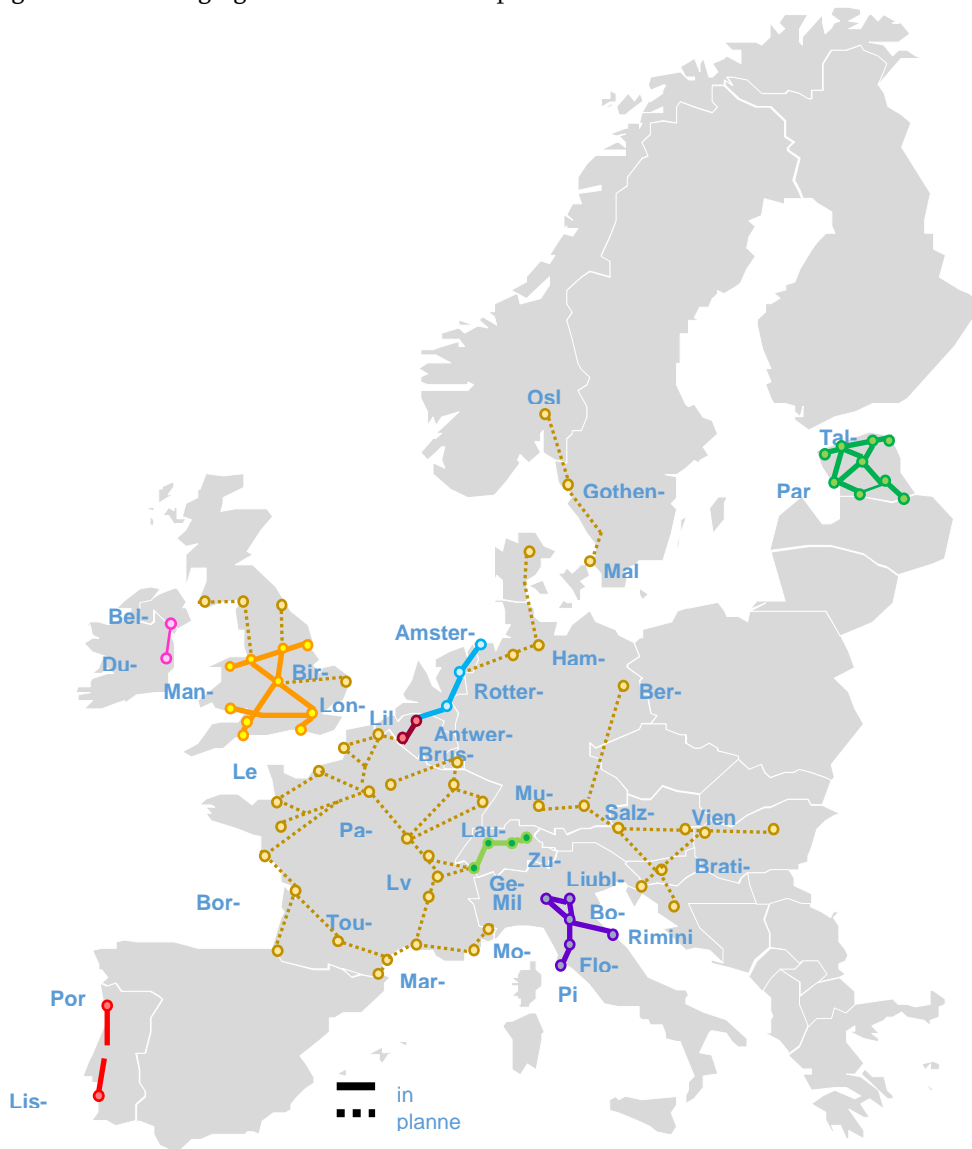 Osl
Tal-
Par
Gothen-
Mal
Bel-
Du-
Amster-
Ham-
Man-
Bir-
Rotter-
Ber-
Lon-
Lil
Antwer-
Brus-
Le
Mu-
Salz-
Vien
Pa-
Lau-
Zu-
Brati-
Lv
Ge-
Liubl-
Mil
Bor-
Bo-
Tou-
Rimini
Mar-
Mo-
Flo-
Pi
Por
Lis-
in
planne